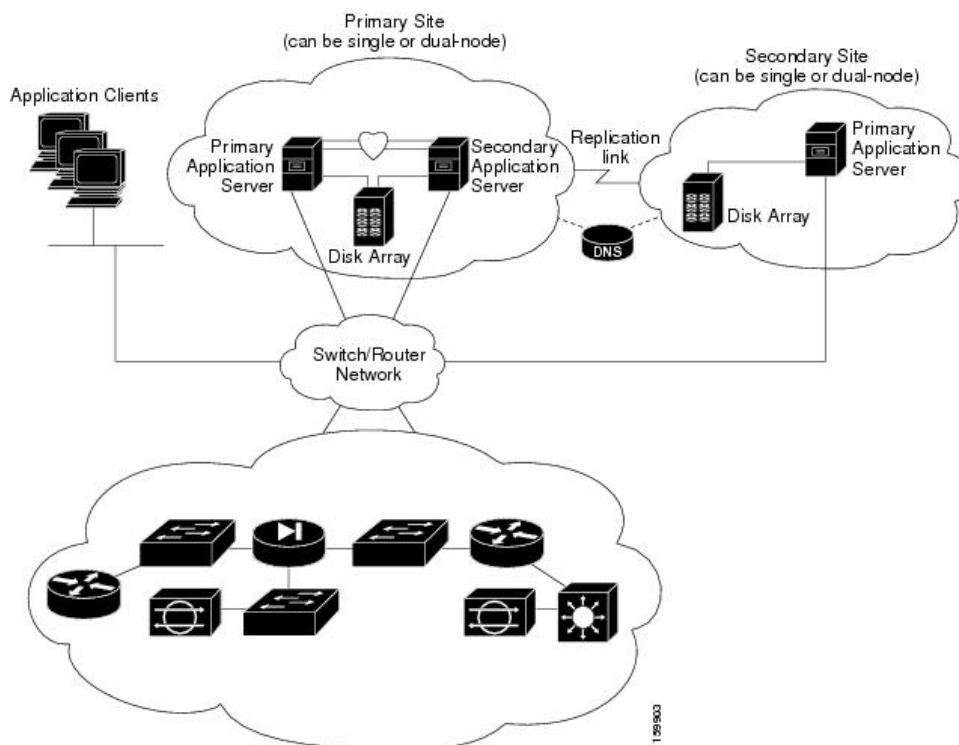 Primary Site
(can be single or dual-node)
Secondary Site
(can be single or dual-node)
Application Clients
Primary
Application
Server
Secondary
Application
Server
Replication
link
Primary
Application
Server
Disk Array
Disk Array
DNS
Switch/Router
Network
159903